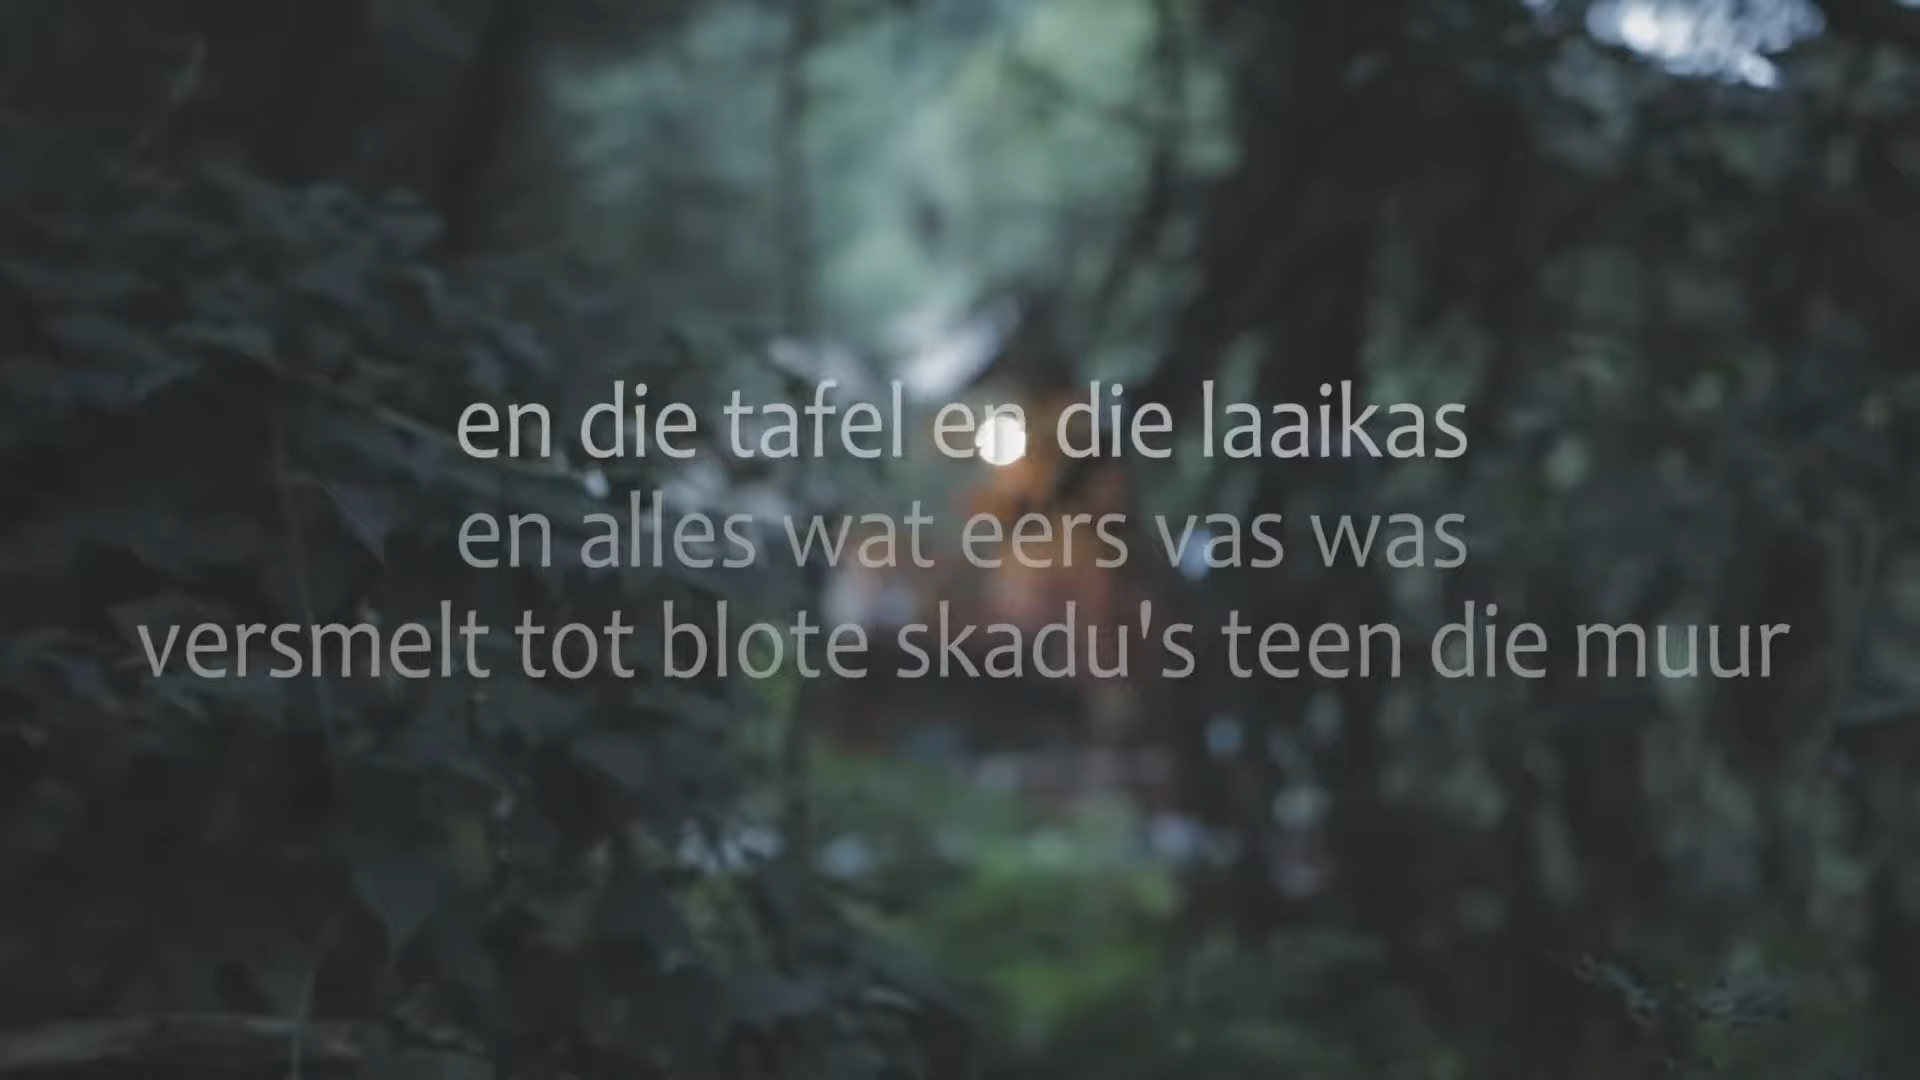 en die tafel en die laaikas
en alles wat eers vas was
versmelt tot blote skadu's teen die muur